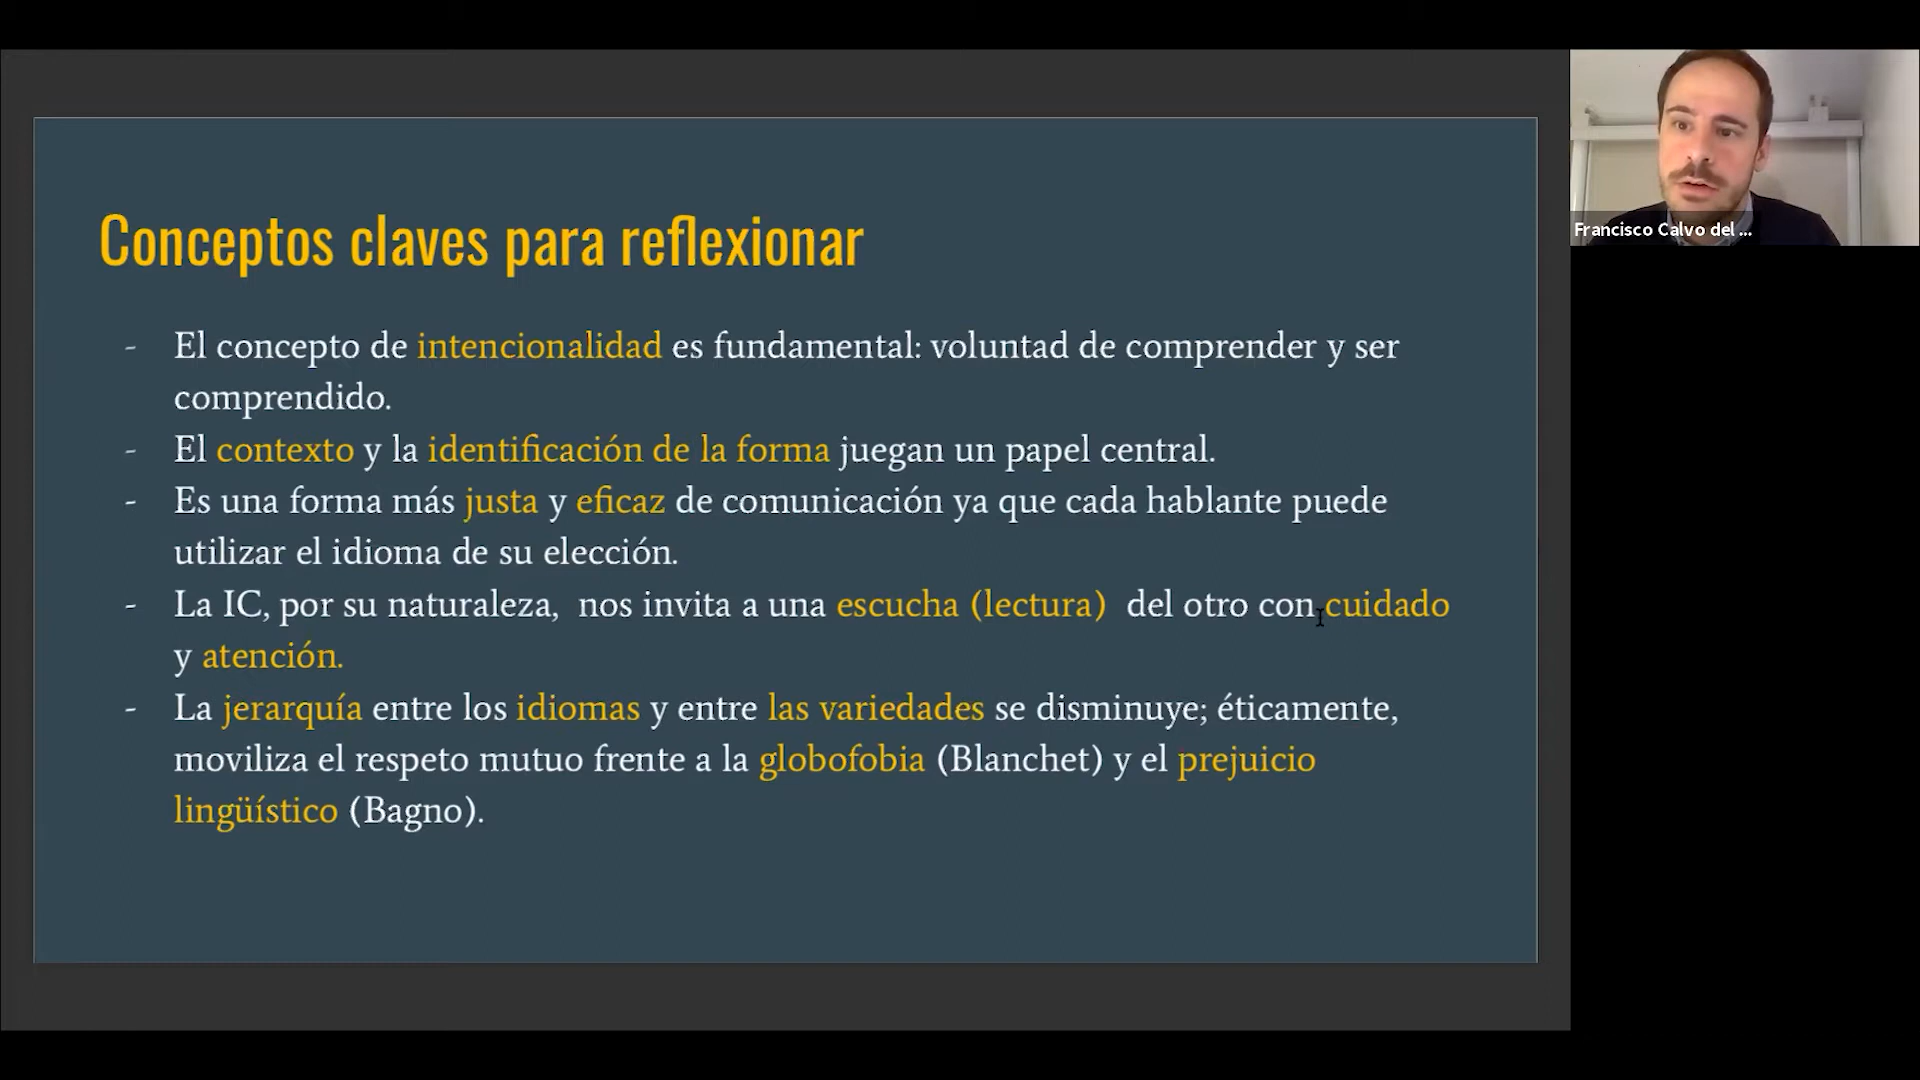 Conceptos claves para reflexionar
- El concepto de intencionalidad es fundamental: voluntad de comprender y ser
comprendido.
- El contexto y la identificación de la forma juegan un papel central.
- Es una forma más justa y eficaz de comunicación ya que cada hablante puede
utilizar el idioma de su elección.
- La IC, por su naturaleza,  nos invita a una escucha (lectura)  del otro con cuidado
y atención.
- La jerarquía entre los idiomas y entre las variedades se disminuye; éticamente,
moviliza el respeto mutuo frente a la globofobia (Blanchet) y el prejuicio
lingüístico (Bagno).
Francisco Calvo del ...